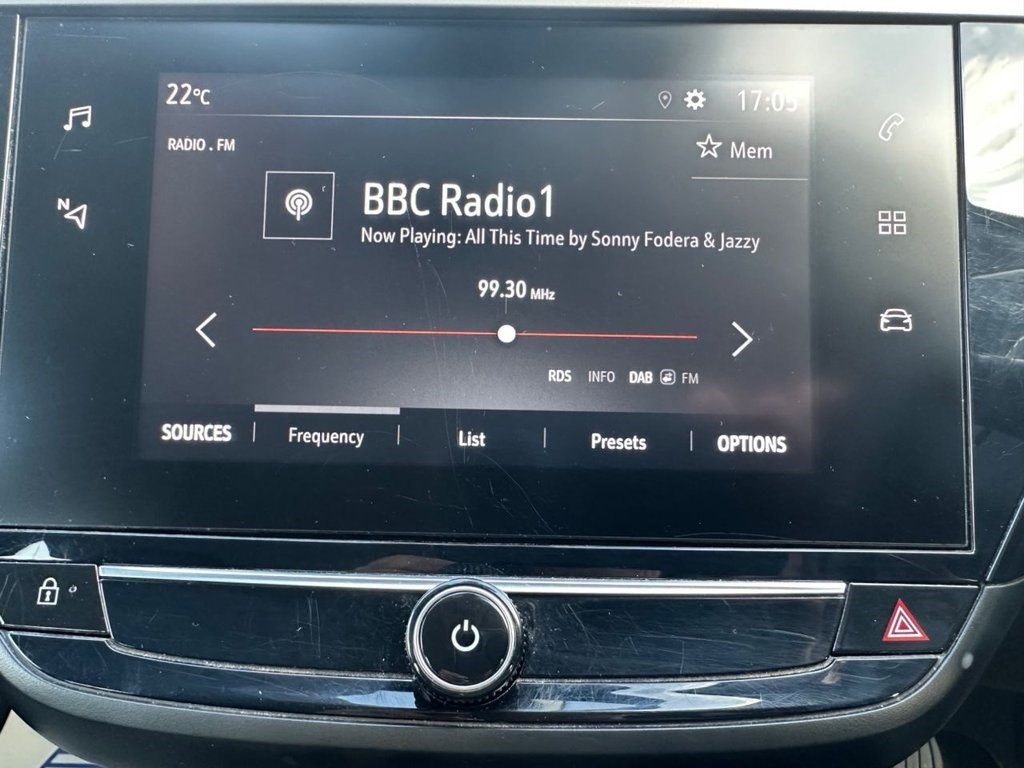 22°C
17:05
RADIO . FM
Mem
BBC Radio1
Now Playing: All This Time by Sonny Fodera & Jazzy
99.30 MHz
N
RDS INFO DAB FM
SOURCES Frequency List Presets OPTIONS